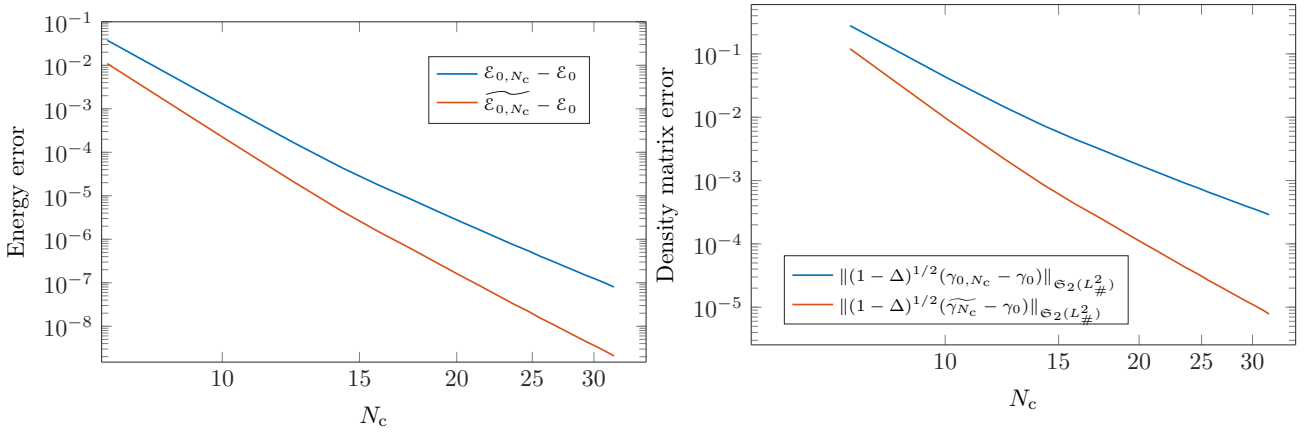 10^{-1}
10^{-2}
10^{-3}
10^{-4}
10^{-5}
10^{-6}
10^{-7}
10^{-8}
Energy error
$\mathcal{E}_{0,N_c} - \mathcal{E}_0$
$\widetilde{\mathcal{E}_{0,N_c}} - \mathcal{E}_0$
10 15 20 25 30
$N_c$
10^{-1}
10^{-2}
10^{-3}
10^{-4}
10^{-5}
Density matrix error
$\|(1 - \Delta)^{1/2}(\gamma_{0,N_c} - \gamma_0)\|_{\mathfrak{S}_2(L^2_\#)}$
$\|(1 - \Delta)^{1/2}(\widetilde{\gamma_{N_c}} - \gamma_0)\|_{\mathfrak{S}_2(L^2_\#)}$
10 15 20 25 30
$N_c$